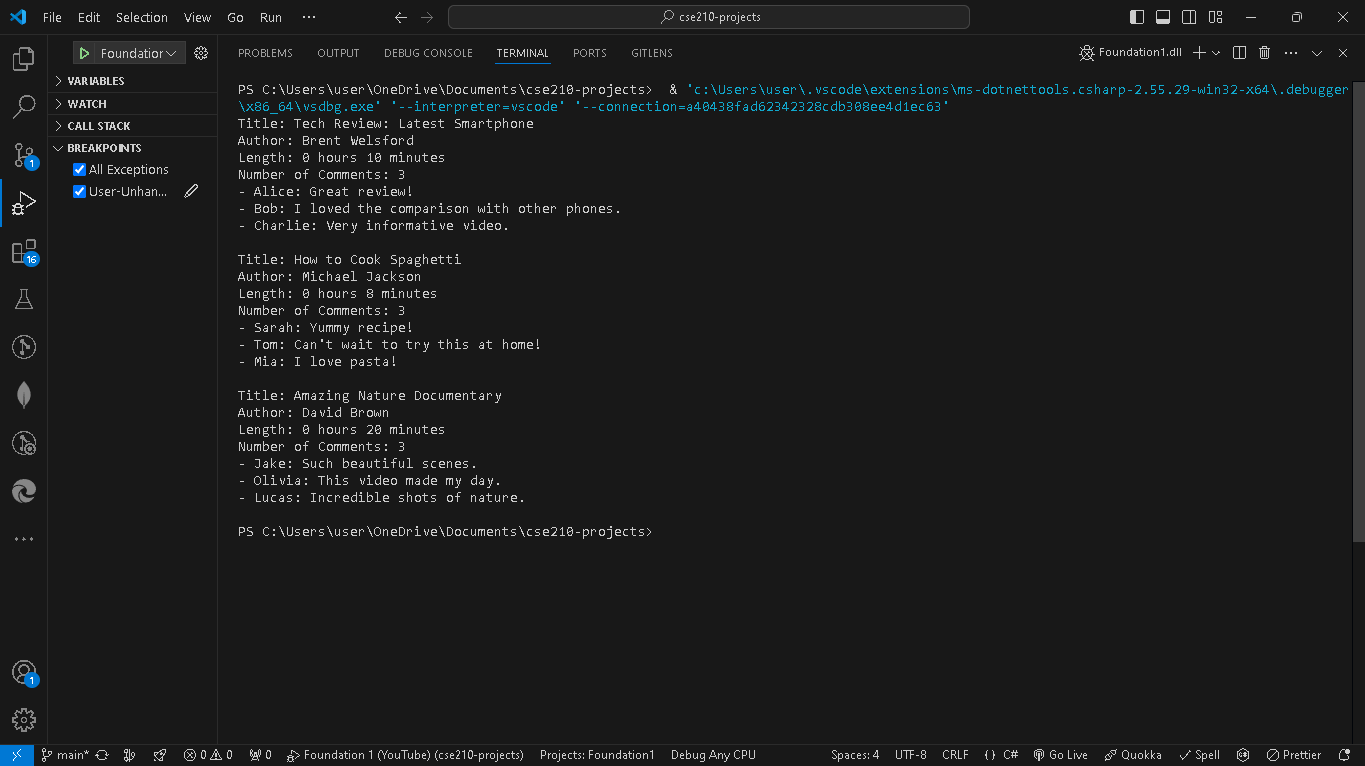 File Edit Selection View Go Run ··· cse210-projects
Foundation
PROBLEMS OUTPUT DEBUG CONSOLE TERMINAL PORTS GITLENS Foundation1.dll
VARIABLES
WATCH
CALL STACK
BREAKPOINTS
All Exceptions
User-Unhan...
1
16
1
PS C:\Users\user\OneDrive\Documents\cse210-projects>  & 'c:\Users\user\.vscode\extensions\ms-dotnettools.csharp-2.55.29-win32-x64\.debugger
\x86_64\vsdbg.exe' '--interpreter=vscode' '--connection=a40438fad62342328cdb308ee4d1ec63'
Title: Tech Review: Latest Smartphone
Author: Brent Welsford
Length: 0 hours 10 minutes
Number of Comments: 3
- Alice: Great review!
- Bob: I loved the comparison with other phones.
- Charlie: Very informative video.
Title: How to Cook Spaghetti
Author: Michael Jackson
Length: 0 hours 8 minutes
Number of Comments: 3
- Sarah: Yummy recipe!
- Tom: Can't wait to try this at home!
- Mia: I love pasta!
Title: Amazing Nature Documentary
Author: David Brown
Length: 0 hours 20 minutes
Number of Comments: 3
- Jake: Such beautiful scenes.
- Olivia: This video made my day.
- Lucas: Incredible shots of nature.
PS C:\Users\user\OneDrive\Documents\cse210-projects>
main* 0 0 0 Foundation 1 (YouTube) (cse210-projects) Projects: Foundation1 Debug Any CPU Spaces: 4 UTF-8 CRLF {} C# Go Live Quokka Spell Prettier